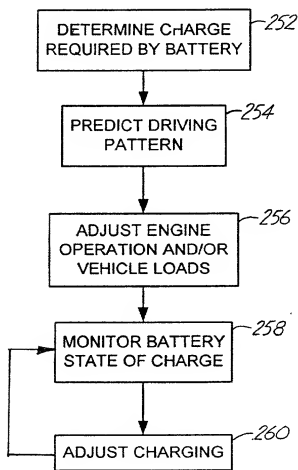 DETERMINE CHARGE
REQUIRED BY BATTERY
252
PREDICT DRIVING
PATTERN
254
ADJUST ENGINE
OPERATION AND/OR
VEHICLE LOADS
256
MONITOR BATTERY
STATE OF CHARGE
258
ADJUST CHARGING
260